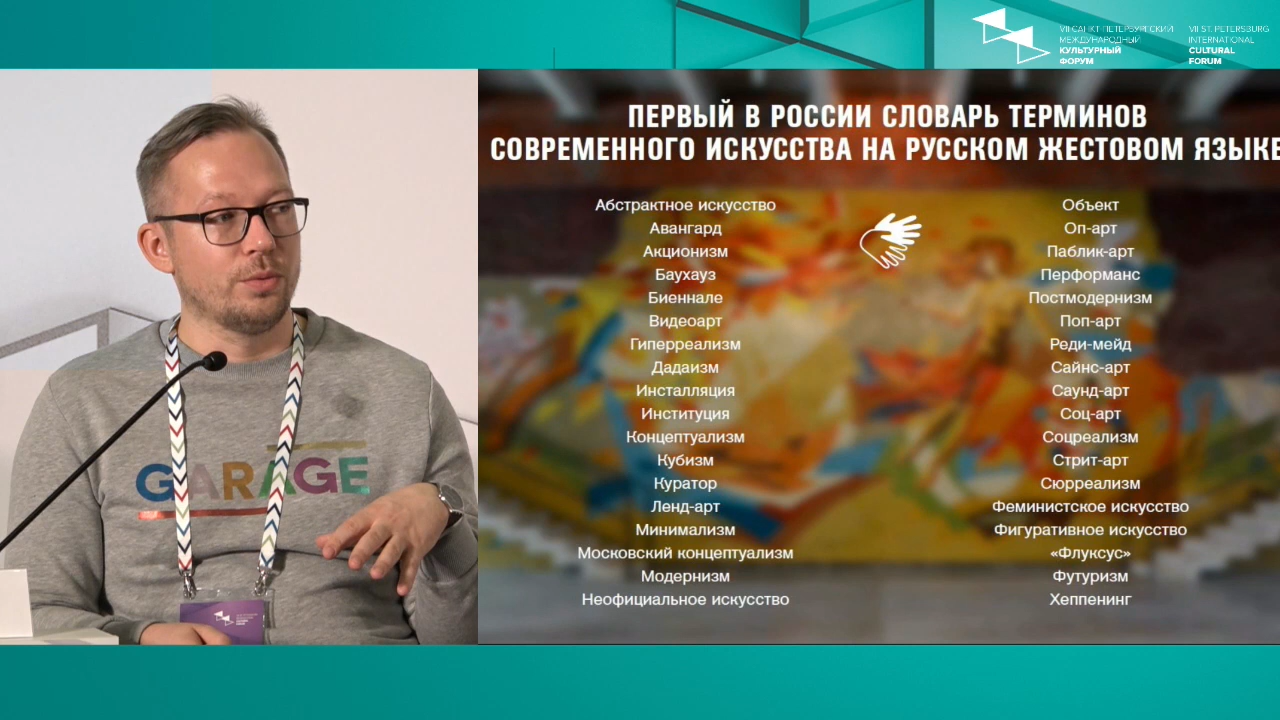 VII САНКТ-ПЕТЕРБУРГСКИЙ
МЕЖДУНАРОДНЫЙ
КУЛЬТУРНЫЙ
ФОРУМ
VII ST. PETERSBURG
INTERNATIONAL
CULTURAL
FORUM
GARAGE
ПЕРВЫЙ В РОССИИ СЛОВАРЬ ТЕРМИНОВ
СОВРЕМЕННОГО ИСКУССТВА НА РУССКОМ ЖЕСТОВОМ ЯЗЫКЕ
Абстрактное искусство
Авангард
Акционизм
Баухауз
Биеннале
Видеоарт
Гиперреализм
Дадаизм
Инсталляция
Институция
Концептуализм
Кубизм
Куратор
Ленд-арт
Минимализм
Московский концептуализм
Модернизм
Неофициальное искусство
Объект
Оп-арт
Паблик-арт
Перформанс
Постмодернизм
Поп-арт
Реди-мейд
Сайнс-арт
Саунд-арт
Соц-арт
Соцреализм
Стрит-арт
Сюрреализм
Феминистское искусство
Фигуративное искусство
«Флуксус»
Футуризм
Хеппенинг